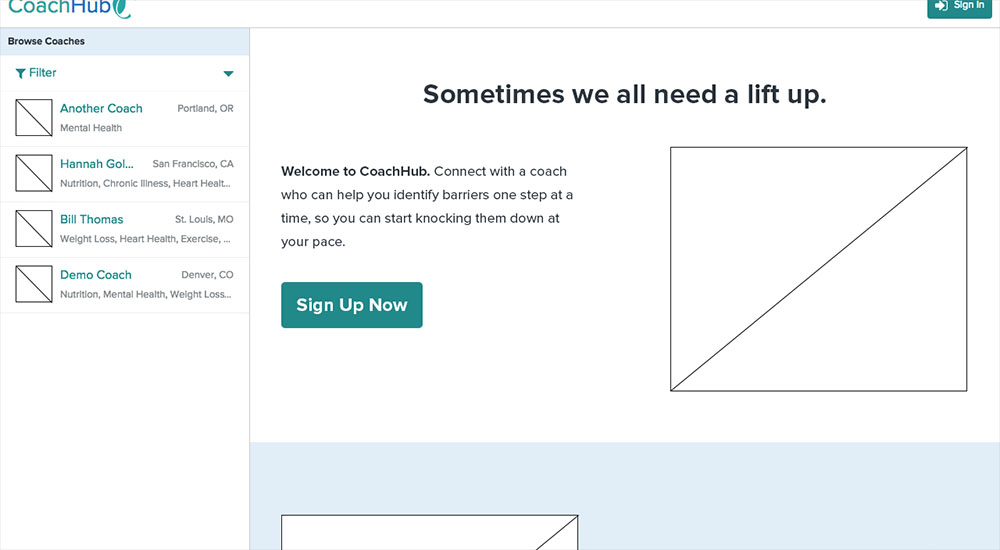 CoachHub
Sign In
Browse Coaches
Filter
Another Coach Portland, OR
Mental Health
Hannah Gol... San Francisco, CA
Nutrition, Chronic Illness, Heart Healt...
Bill Thomas St. Louis, MO
Weight Loss, Heart Health, Exercise, ...
Demo Coach Denver, CO
Nutrition, Mental Health, Weight Loss...
Sometimes we all need a lift up.
Welcome to CoachHub. Connect with a coach
who can help you identify barriers one step at a
time, so you can start knocking them down at
your pace.
Sign Up Now